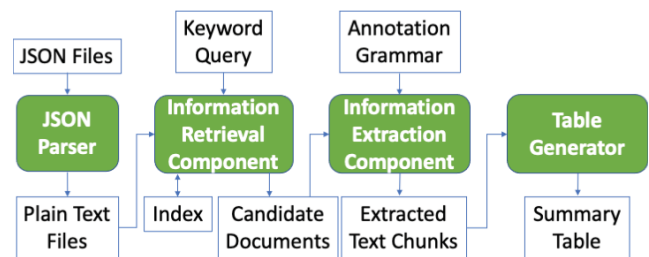 JSON Files
Keyword
Query
Annotation
Grammar
JSON
Parser
Information
Retrieval
Component
Information
Extraction
Component
Table
Generator
Plain Text
Files
Index
Candidate
Documents
Extracted
Text Chunks
Summary
Table